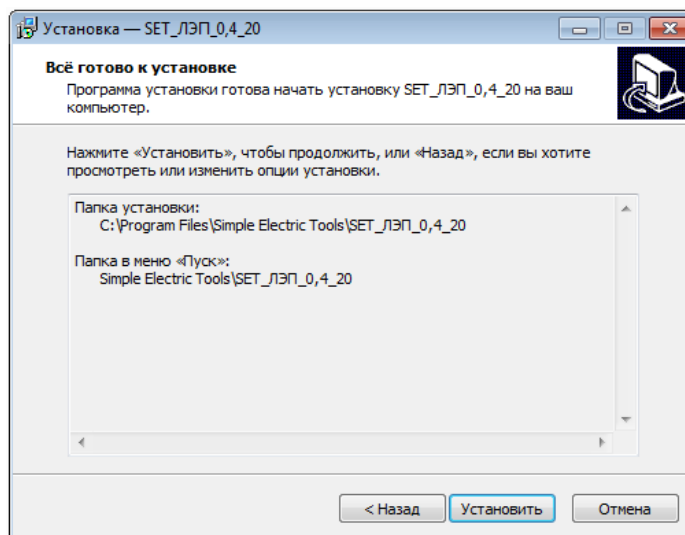 Установка — SET_ЛЭП_0,4_20
Всё готово к установке
Программа установки готова начать установку SET_ЛЭП_0,4_20 на ваш
компьютер.
Нажмите «Установить», чтобы продолжить, или «Назад», если вы хотите
просмотреть или изменить опции установки.
Папка установки:
C:\Program Files\Simple Electric Tools\SET_ЛЭП_0,4_20
Папка в меню «Пуск»:
Simple Electric Tools\SET_ЛЭП_0,4_20
< Назад
Установить
Отмена